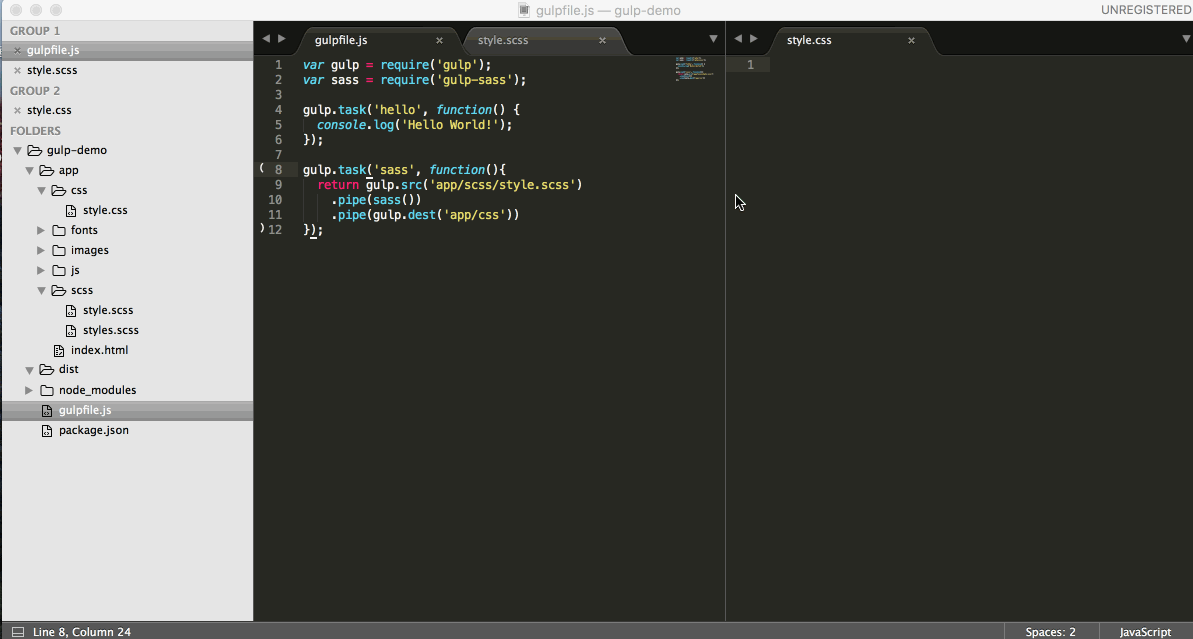 gulpfile.js — gulp-demo
UNREGISTERED
GROUP 1
× gulpfile.js
× style.scss
GROUP 2
× style.css
FOLDERS
gulp-demo
app
css
style.css
fonts
images
js
scss
style.scss
styles.scss
index.html
dist
node_modules
gulpfile.js
package.json
gulpfile.js ×
style.scss ×
1 var gulp = require('gulp');
2 var sass = require('gulp-sass');
3
4 gulp.task('hello', function() {
5 console.log('Hello World!');
6 });
7
8 gulp.task('sass', function(){
9 return gulp.src('app/scss/style.scss')
10 .pipe(sass())
11 .pipe(gulp.dest('app/css'))
12 });
style.css ×
1
Line 8, Column 24
Spaces: 2
JavaScript